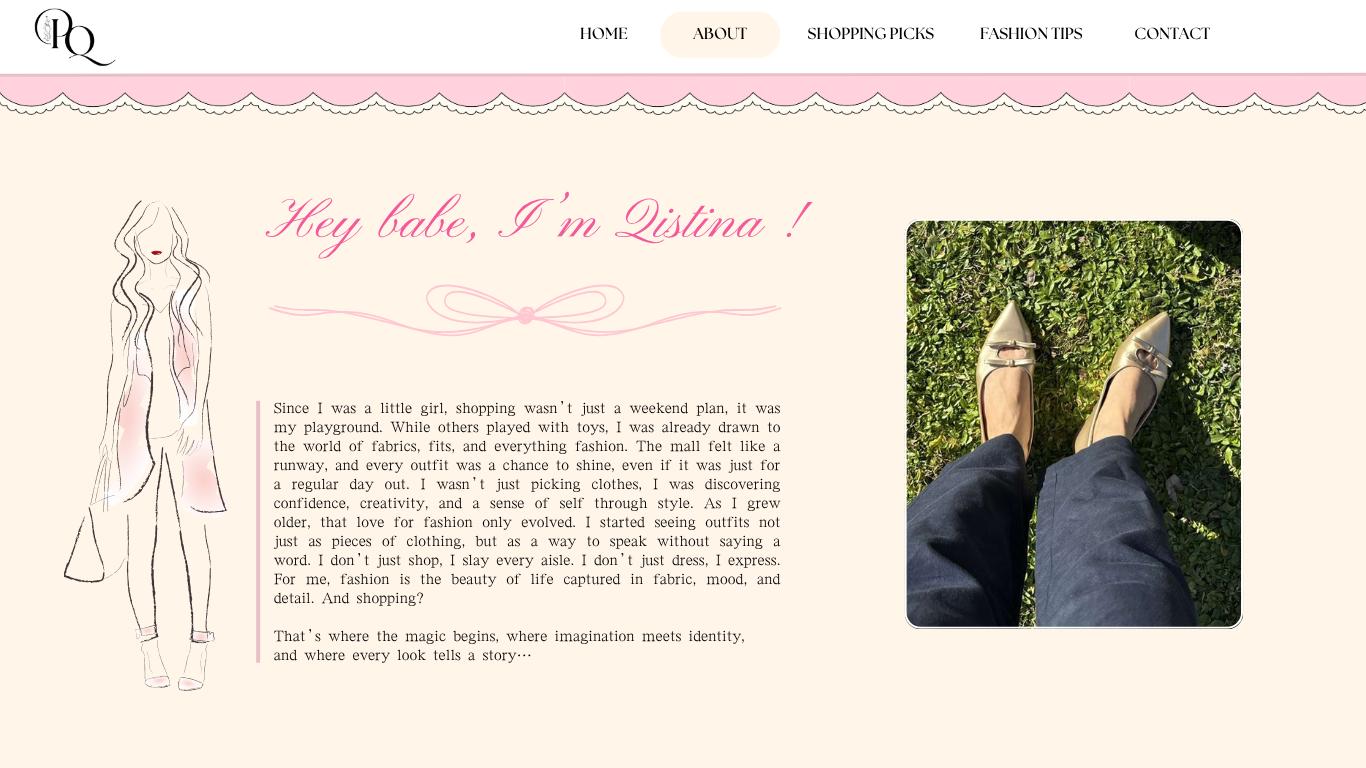 PQ
HOME ABOUT SHOPPING PICKS FASHION TIPS CONTACT
Hey babe, I'm Qistina !
Since I was a little girl, shopping wasn't just a weekend plan, it was
my playground. While others played with toys, I was already drawn to
the world of fabrics, fits, and everything fashion. The mall felt like a
runway, and every outfit was a chance to shine, even if it was just for
a regular day out. I wasn't just picking clothes, I was discovering
confidence, creativity, and a sense of self through style. As I grew
older, that love for fashion only evolved. I started seeing outfits not
just as pieces of clothing, but as a way to speak without saying a
word. I don't just shop, I slay every aisle. I don't just dress, I express.
For me, fashion is the beauty of life captured in fabric, mood, and
detail. And shopping?
That's where the magic begins, where imagination meets identity,
and where every look tells a story…